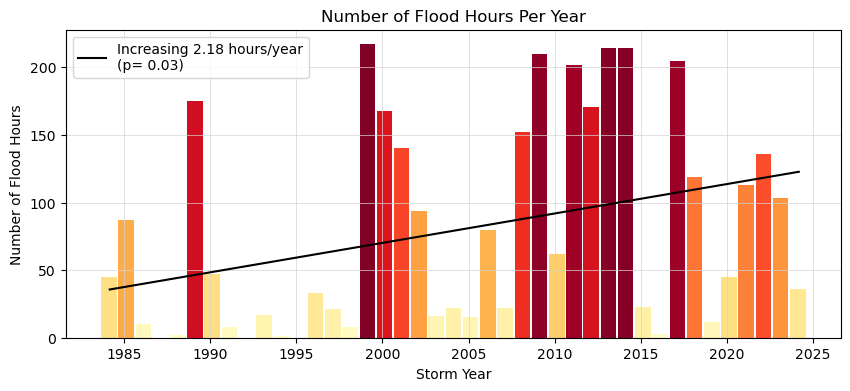 Number of Flood Hours Per Year
Increasing 2.18 hours/year
(p= 0.03)
Number of Flood Hours
200
150
100
50
0
1985 1990 1995 2000 2005 2010 2015 2020 2025
Storm Year